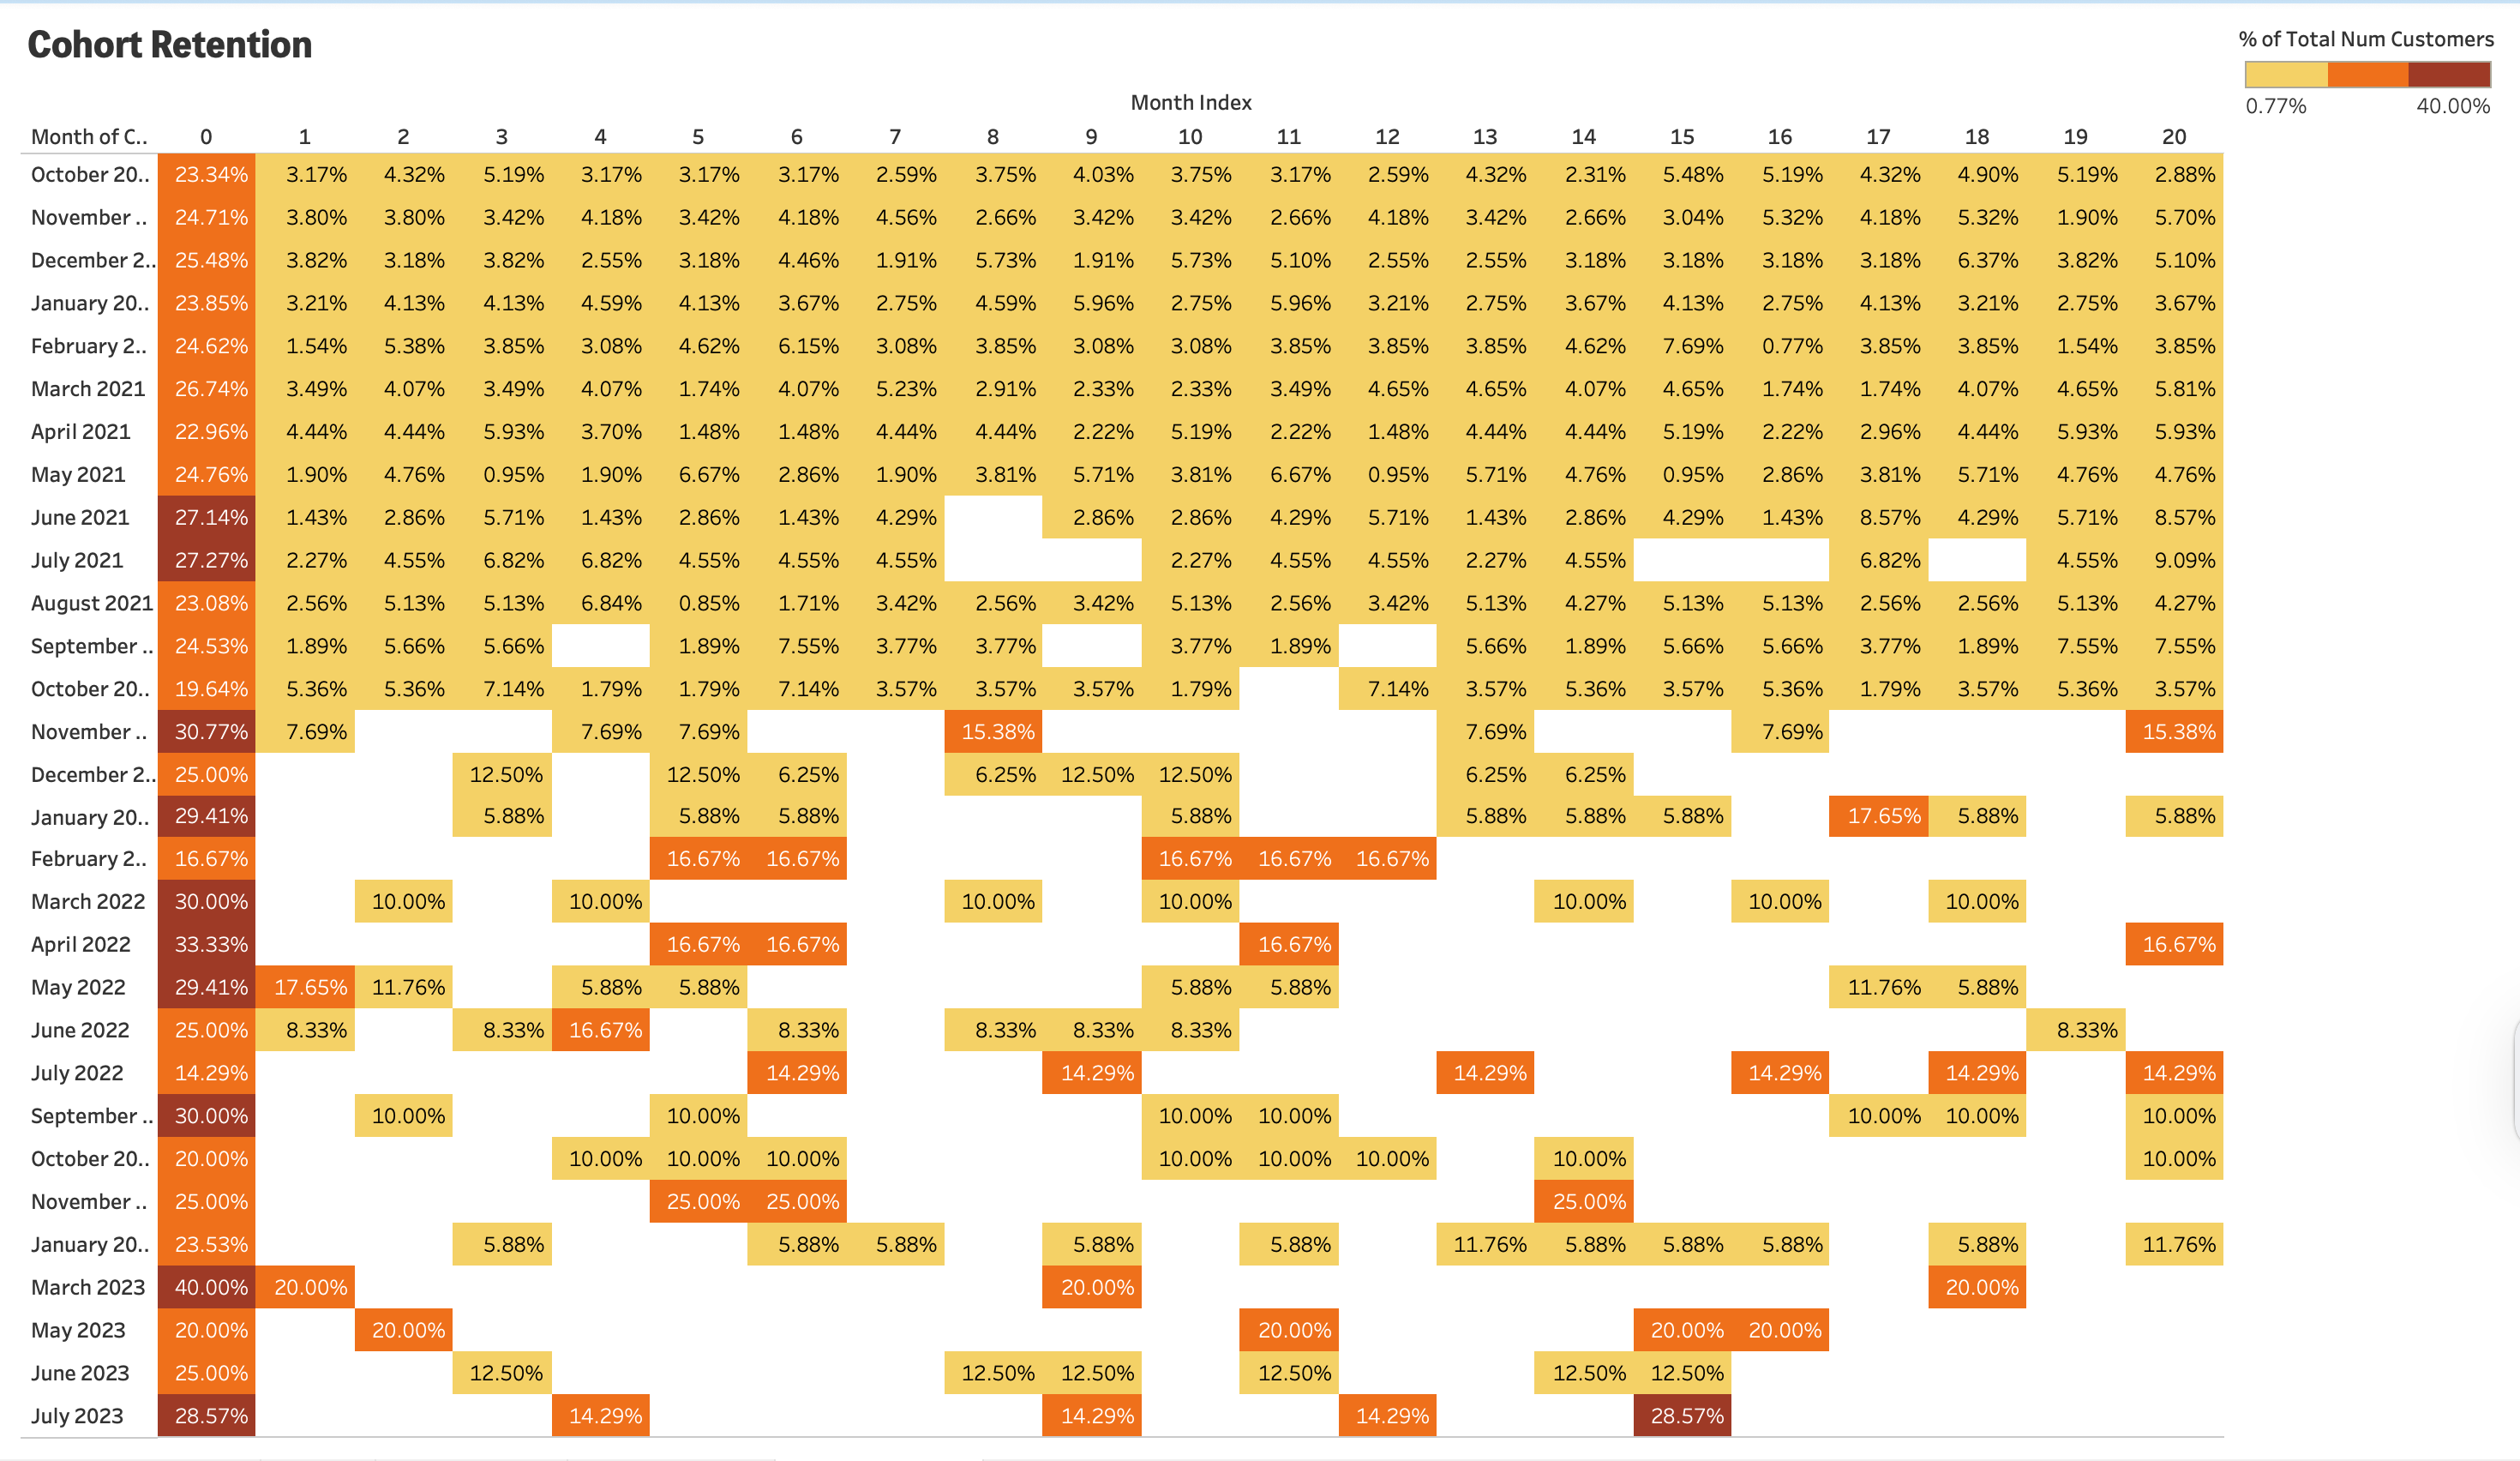 Cohort Retention
% of Total Num Customers
0.77% 40.00%
Month Index
Month of C.. 0 1 2 3 4 5 6 7 8 9 10 11 12 13 14 15 16 17 18 19 20
October 20.. 23.34% 3.17% 4.32% 5.19% 3.17% 3.17% 3.17% 2.59% 3.75% 4.03% 3.75% 3.17% 2.59% 4.32% 2.31% 5.48% 5.19% 4.32% 4.90% 5.19% 2.88%
November .. 24.71% 3.80% 3.80% 3.42% 4.18% 3.42% 4.18% 4.56% 2.66% 3.42% 3.42% 2.66% 4.18% 3.42% 2.66% 3.04% 5.32% 4.18% 5.32% 1.90% 5.70%
December 2.. 25.48% 3.82% 3.18% 3.82% 2.55% 3.18% 4.46% 1.91% 5.73% 1.91% 5.73% 5.10% 2.55% 2.55% 3.18% 3.18% 3.18% 3.18% 6.37% 3.82% 5.10%
January 20.. 23.85% 3.21% 4.13% 4.13% 4.59% 4.13% 3.67% 2.75% 4.59% 5.96% 2.75% 5.96% 3.21% 2.75% 3.67% 4.13% 2.75% 4.13% 3.21% 2.75% 3.67%
February 2.. 24.62% 1.54% 5.38% 3.85% 3.08% 4.62% 6.15% 3.08% 3.85% 3.08% 3.08% 3.85% 3.85% 3.85% 4.62% 7.69% 0.77% 3.85% 3.85% 1.54% 3.85%
March 2021 26.74% 3.49% 4.07% 3.49% 4.07% 1.74% 4.07% 5.23% 2.91% 2.33% 2.33% 3.49% 4.65% 4.65% 4.07% 4.65% 1.74% 1.74% 4.07% 4.65% 5.81%
April 2021 22.96% 4.44% 4.44% 5.93% 3.70% 1.48% 1.48% 4.44% 4.44% 2.22% 5.19% 2.22% 1.48% 4.44% 4.44% 5.19% 2.22% 2.96% 4.44% 5.93% 5.93%
May 2021 24.76% 1.90% 4.76% 0.95% 1.90% 6.67% 2.86% 1.90% 3.81% 5.71% 3.81% 6.67% 0.95% 5.71% 4.76% 0.95% 2.86% 3.81% 5.71% 4.76% 4.76%
June 2021 27.14% 1.43% 2.86% 5.71% 1.43% 2.86% 1.43% 4.29% 2.86% 2.86% 4.29% 5.71% 1.43% 2.86% 4.29% 1.43% 8.57% 4.29% 5.71% 8.57%
July 2021 27.27% 2.27% 4.55% 6.82% 6.82% 4.55% 4.55% 4.55% 2.27% 4.55% 4.55% 2.27% 4.55% 6.82% 4.55% 9.09%
August 2021 23.08% 2.56% 5.13% 5.13% 6.84% 0.85% 1.71% 3.42% 2.56% 3.42% 5.13% 2.56% 3.42% 5.13% 4.27% 5.13% 5.13% 2.56% 2.56% 5.13% 4.27%
September .. 24.53% 1.89% 5.66% 5.66% 1.89% 7.55% 3.77% 3.77% 3.77% 1.89% 5.66% 1.89% 5.66% 5.66% 3.77% 1.89% 7.55% 7.55%
October 20.. 19.64% 5.36% 5.36% 7.14% 1.79% 1.79% 7.14% 3.57% 3.57% 3.57% 1.79% 7.14% 3.57% 5.36% 3.57% 5.36% 1.79% 3.57% 5.36% 3.57%
November .. 30.77% 7.69% 7.69% 7.69% 15.38% 7.69% 7.69% 15.38%
December 2.. 25.00% 12.50% 12.50% 6.25% 6.25% 12.50% 12.50% 6.25% 6.25%
January 20.. 29.41% 5.88% 5.88% 5.88% 5.88% 5.88% 5.88% 5.88% 17.65% 5.88% 5.88%
February 2.. 16.67% 16.67% 16.67% 16.67% 16.67% 16.67%
March 2022 30.00% 10.00% 10.00% 10.00% 10.00% 10.00% 10.00% 10.00%
April 2022 33.33% 16.67% 16.67% 16.67% 16.67%
May 2022 29.41% 17.65% 11.76% 5.88% 5.88% 5.88% 5.88% 11.76% 5.88%
June 2022 25.00% 8.33% 8.33% 16.67% 8.33% 8.33% 8.33% 8.33% 8.33%
July 2022 14.29% 14.29% 14.29% 14.29% 14.29% 14.29% 14.29%
September .. 30.00% 10.00% 10.00% 10.00% 10.00% 10.00% 10.00% 10.00%
October 20.. 20.00% 10.00% 10.00% 10.00% 10.00% 10.00% 10.00% 10.00% 10.00%
November .. 25.00% 25.00% 25.00% 25.00%
January 20.. 23.53% 5.88% 5.88% 5.88% 5.88% 5.88% 11.76% 5.88% 5.88% 5.88% 5.88% 11.76%
March 2023 40.00% 20.00% 20.00% 20.00%
May 2023 20.00% 20.00% 20.00% 20.00% 20.00%
June 2023 25.00% 12.50% 12.50% 12.50% 12.50% 12.50% 12.50%
July 2023 28.57% 14.29% 14.29% 14.29% 28.57%